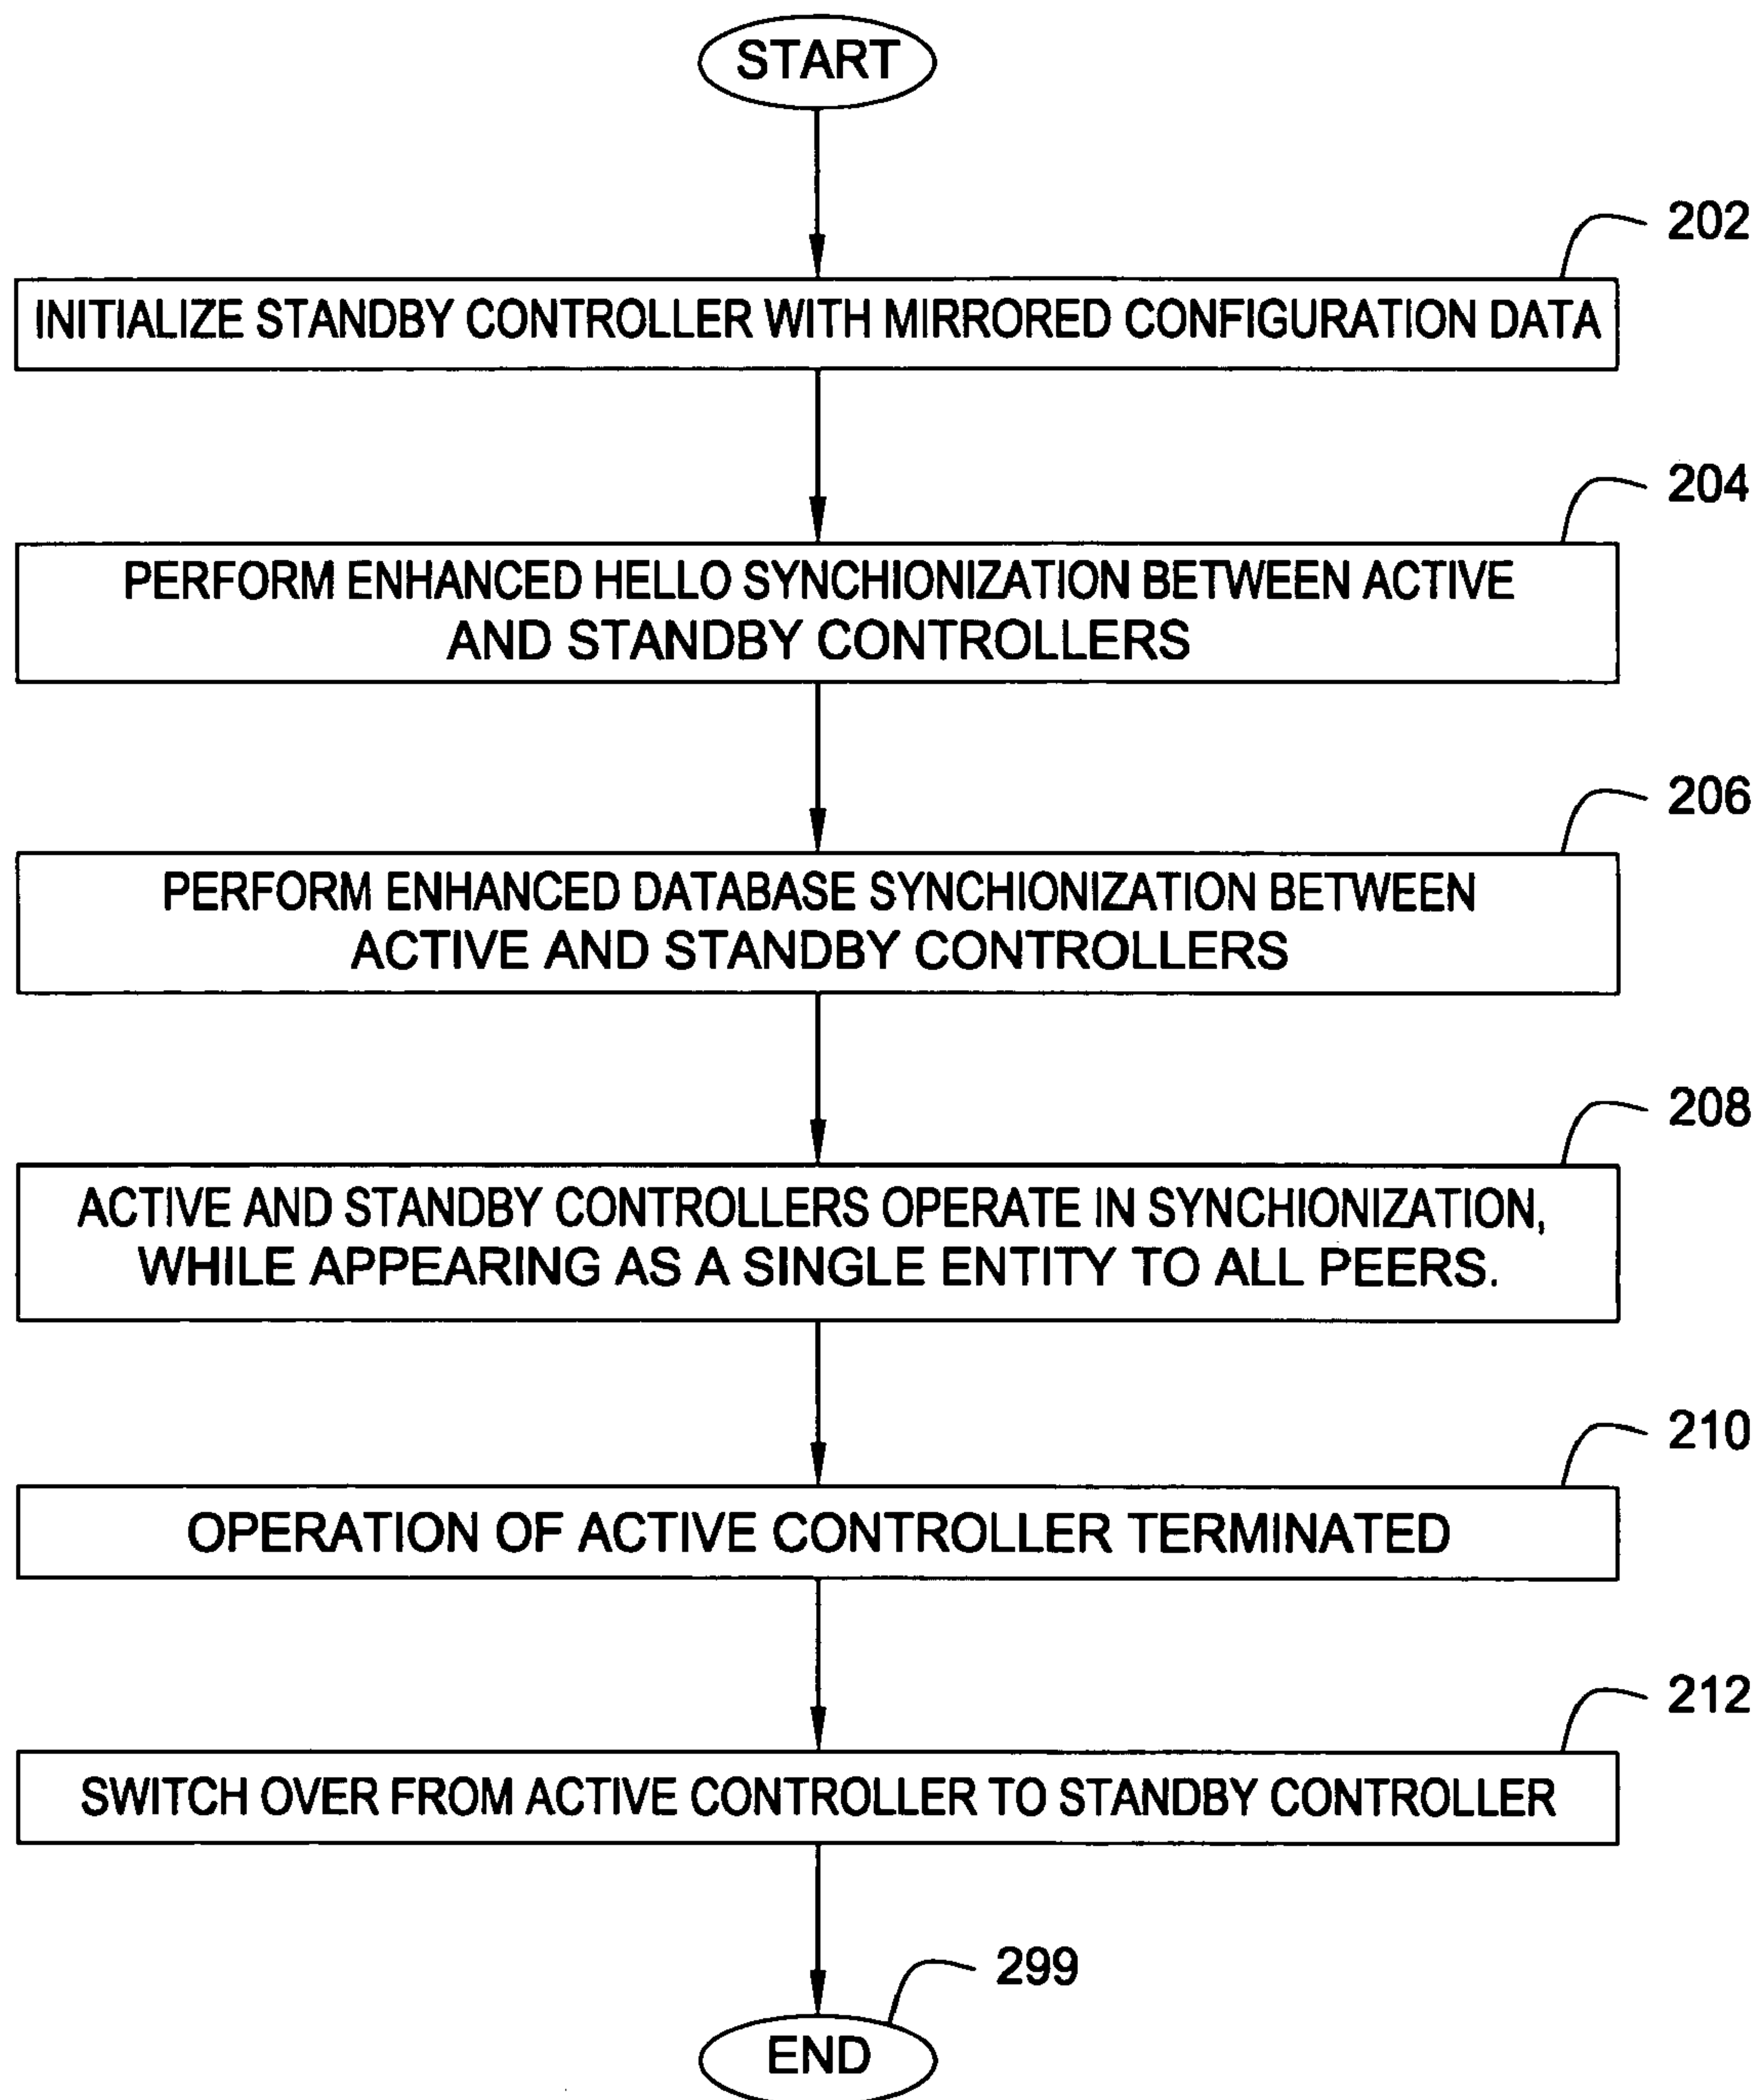 START
202
INITIALIZE STANDBY CONTROLLER WITH MIRRORED CONFIGURATION DATA
204
PERFORM ENHANCED HELLO SYNCHIONIZATION BETWEEN ACTIVE
AND STANDBY CONTROLLERS
206
PERFORM ENHANCED DATABASE SYNCHIONIZATION BETWEEN
ACTIVE AND STANDBY CONTROLLERS
208
ACTIVE AND STANDBY CONTROLLERS OPERATE IN SYNCHIONIZATION,
WHILE APPEARING AS A SINGLE ENTITY TO ALL PEERS.
210
OPERATION OF ACTIVE CONTROLLER TERMINATED
212
SWITCH OVER FROM ACTIVE CONTROLLER TO STANDBY CONTROLLER
299
END